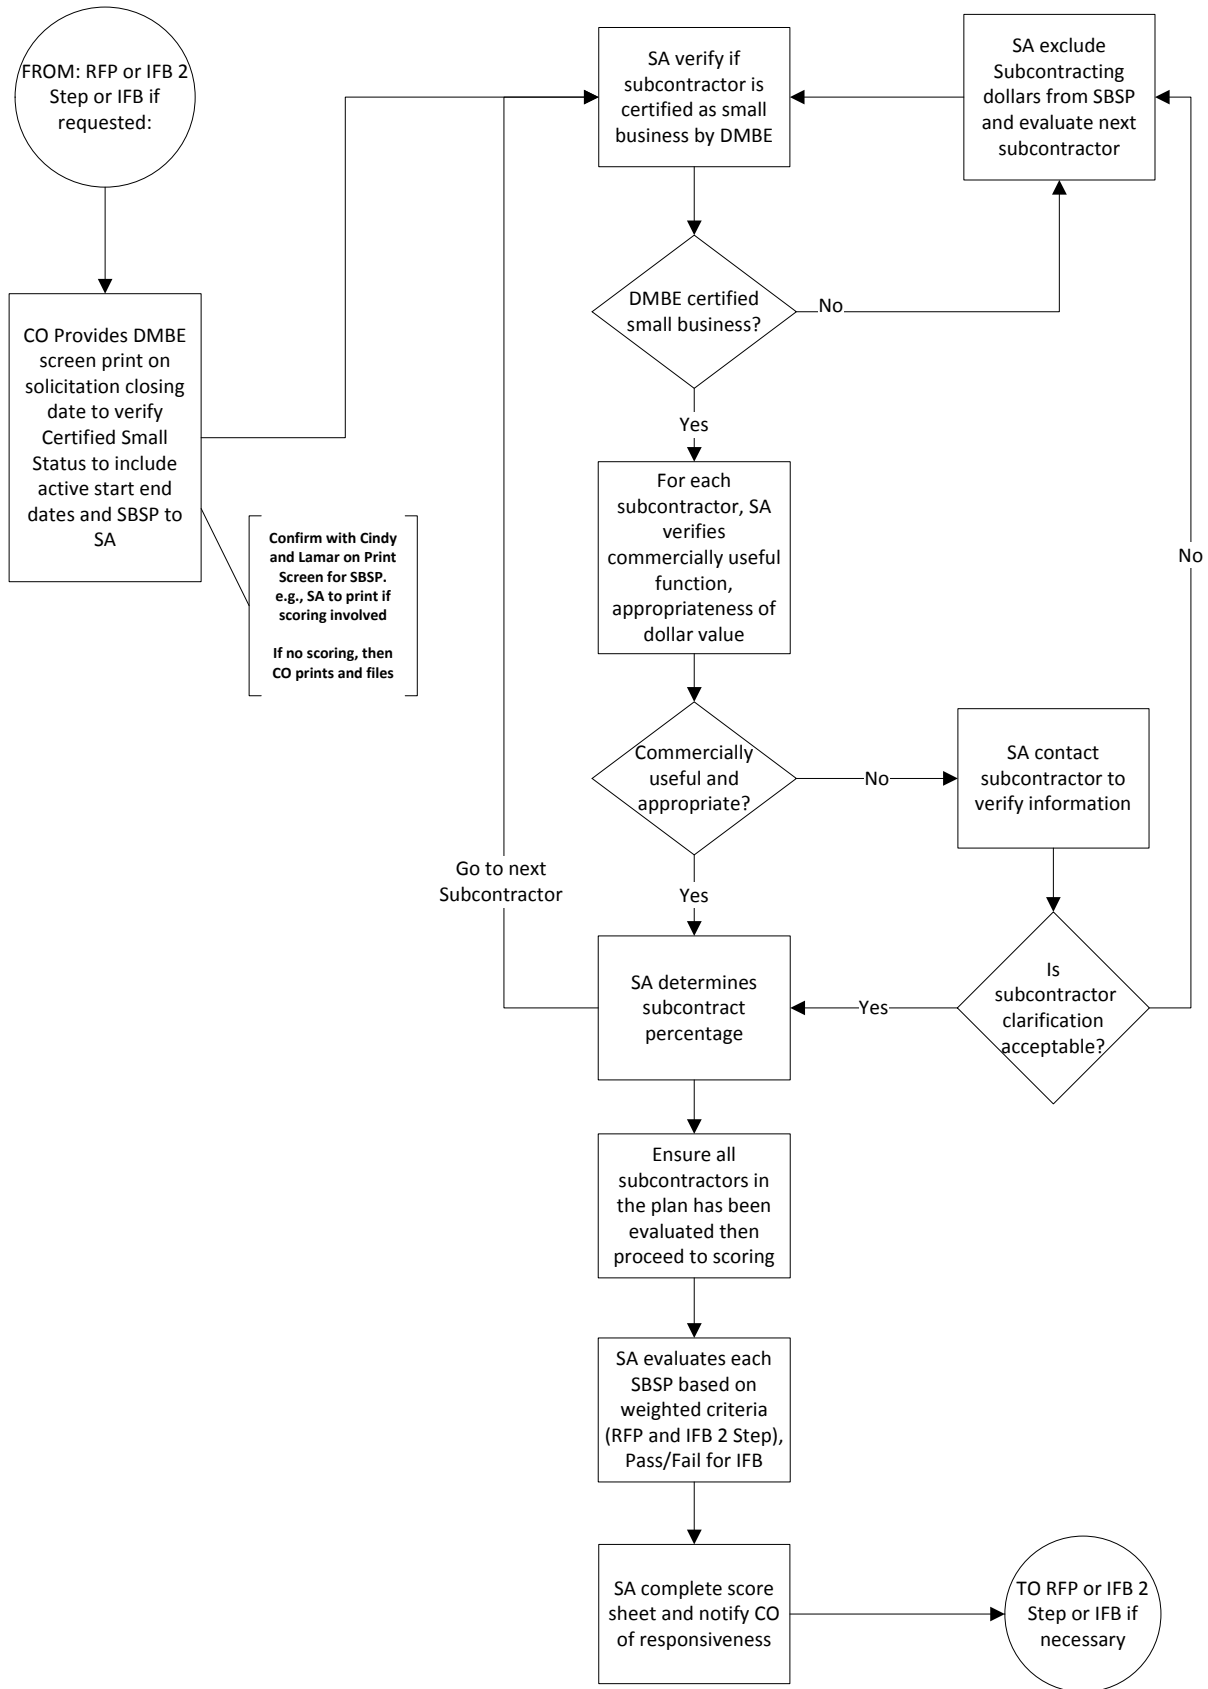 FROM: RFP or IFB 2
Step or IFB if
requested:
CO Provides DMBE
screen print on
solicitation closing
date to verify
Certified Small
Status to include
active start end
dates and SBSP to
SA
Confirm with Cindy
and Lamar on Print
Screen for SBSP.
e.g., SA to print if
scoring involved
If no scoring, then
CO prints and files
SA verify if
subcontractor is
certified as small
business by DMBE
SA exclude
Subcontracting
dollars from SBSP
and evaluate next
subcontractor
DMBE certified
small business?
No
Yes
For each
subcontractor, SA
verifies
commercially useful
function,
appropriateness of
dollar value
No
Commercially
useful and
appropriate?
No
SA contact
subcontractor to
verify information
Go to next
Subcontractor
Yes
SA determines
subcontract
percentage
Yes
Is
subcontractor
clarification
acceptable?
Ensure all
subcontractors in
the plan has been
evaluated then
proceed to scoring
SA evaluates each
SBSP based on
weighted criteria
(RFP and IFB 2 Step),
Pass/Fail for IFB
SA complete score
sheet and notify CO
of responsiveness
TO RFP or IFB 2
Step or IFB if
necessary